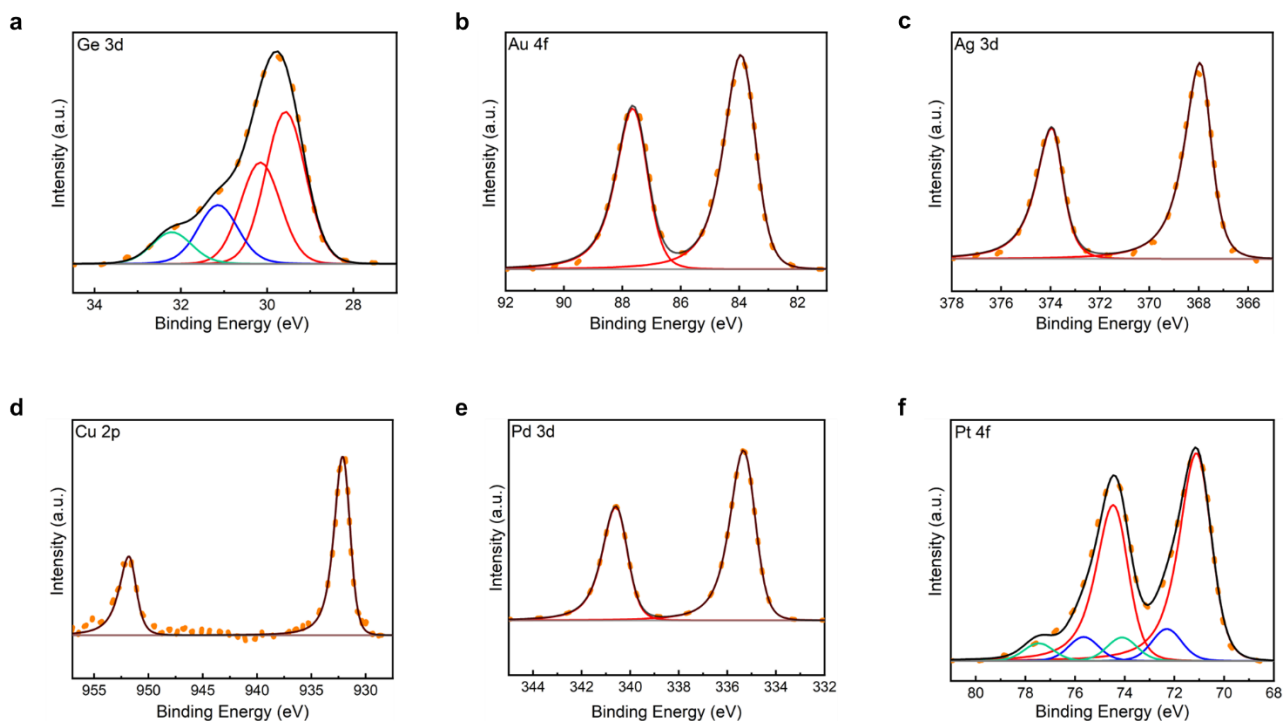 a
Ge 3d
Intensity (a.u.)
34 32 30 28
Binding Energy (eV)
b
Au 4f
Intensity (a.u.)
92 90 88 86 84 82
Binding Energy (eV)
c
Ag 3d
Intensity (a.u.)
378 376 374 372 370 368 366
Binding Energy (eV)
d
Cu 2p
Intensity (a.u.)
955 950 945 940 935 930
Binding Energy (eV)
e
Pd 3d
Intensity (a.u.)
344 342 340 338 336 334 332
Binding Energy (eV)
f
Pt 4f
Intensity (a.u.)
80 78 76 74 72 70 68
Binding Energy (eV)